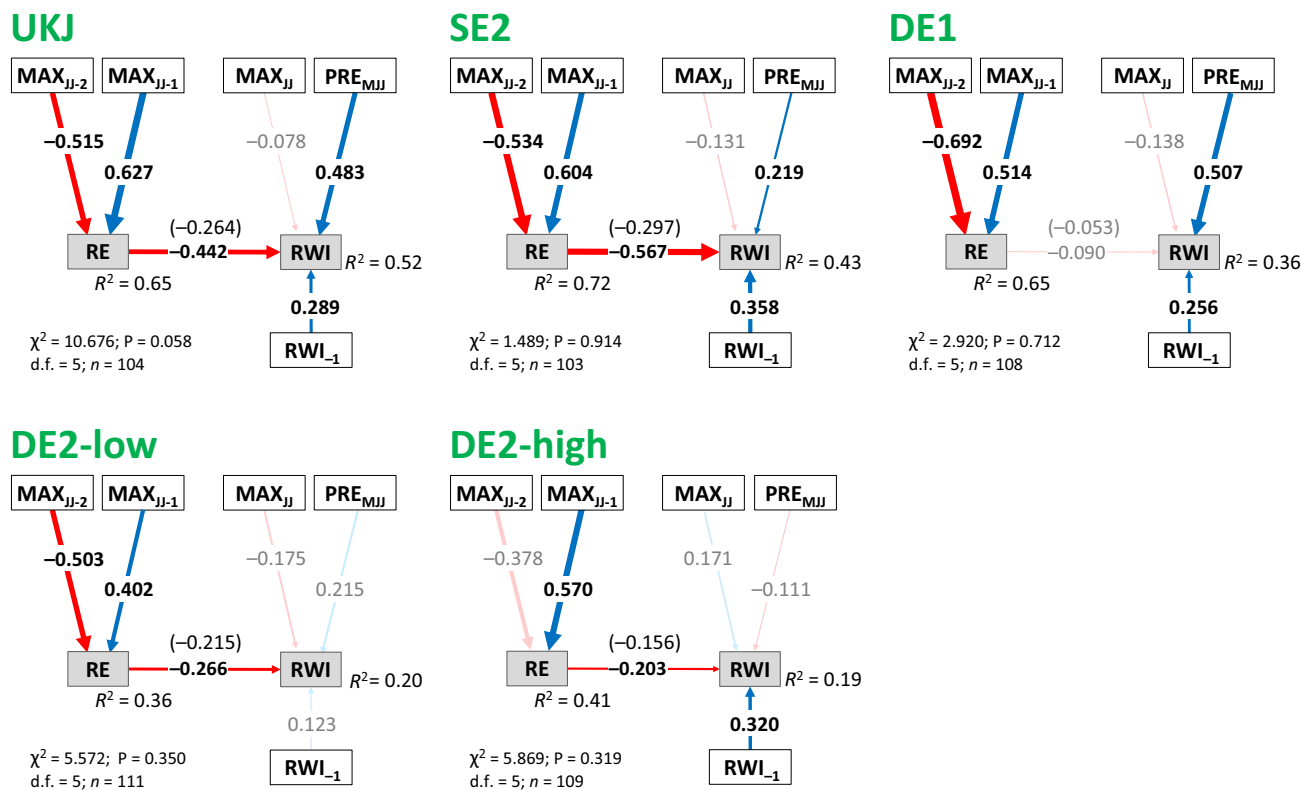 UKJ
MAXJJ-2 MAXJJ-1 MAXJJ PREMJJ
−0.515 −0.078
0.627 0.483
(−0.264)
RE −0.442 RWI
R² = 0.65 R² = 0.52
0.289
χ² = 10.676; P = 0.058
RWI−1
d.f. = 5; n = 104
SE2
MAXJJ-2 MAXJJ-1 MAXJJ PREMJJ
−0.534 −0.131
0.604 0.219
(−0.297)
RE −0.567 RWI
R² = 0.72 R² = 0.43
0.358
χ² = 1.489; P = 0.914
RWI−1
d.f. = 5; n = 103
DE1
MAXJJ-2 MAXJJ-1 MAXJJ PREMJJ
−0.692 −0.138
0.514 0.507
(−0.053)
RE −0.090 RWI
R² = 0.65 R² = 0.36
0.256
χ² = 2.920; P = 0.712
RWI−1
d.f. = 5; n = 108
DE2-low
MAXJJ-2 MAXJJ-1 MAXJJ PREMJJ
−0.503 −0.175
0.402 0.215
(−0.215)
RE −0.266 RWI
R² = 0.36 R²= 0.20
0.123
χ² = 5.572; P = 0.350
RWI−1
d.f. = 5; n = 111
DE2-high
MAXJJ-2 MAXJJ-1 MAXJJ PREMJJ
−0.378 0.171
0.570 −0.111
(−0.156)
RE −0.203 RWI
R² = 0.41 R² = 0.19
0.320
χ² = 5.869; P = 0.319
RWI−1
d.f. = 5; n = 109